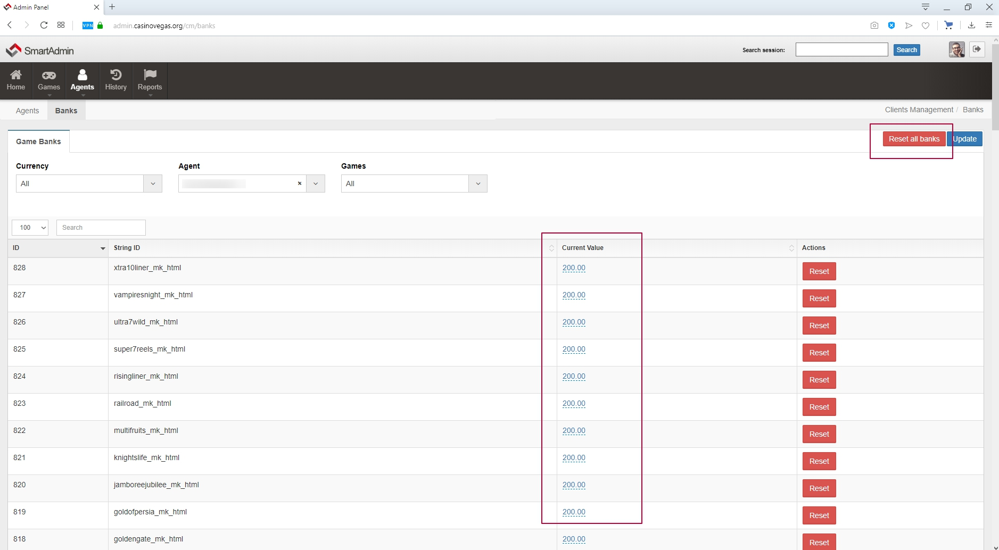 Admin Panel
VPN admin.casinovegas.org/cm/banks
SmartAdmin
Search session:
Search
Home
Games
Agents
History
Reports
Agents
Banks
Clients Management / Banks
Game Banks
Reset all banks
Update
Currency
Agent
Games
All
×
All
100
Search
ID String ID Current Value Actions
828 xtra10liner_mk_html 200.00 Reset
827 vampiresnight_mk_html 200.00 Reset
826 ultra7wild_mk_html 200.00 Reset
825 super7reels_mk_html 200.00 Reset
824 risingliner_mk_html 200.00 Reset
823 railroad_mk_html 200.00 Reset
822 multifruits_mk_html 200.00 Reset
821 knightslife_mk_html 200.00 Reset
820 jamboreejubilee_mk_html 200.00 Reset
819 goldofpersia_mk_html 200.00 Reset
818 goldengate_mk_html 200.00 Reset